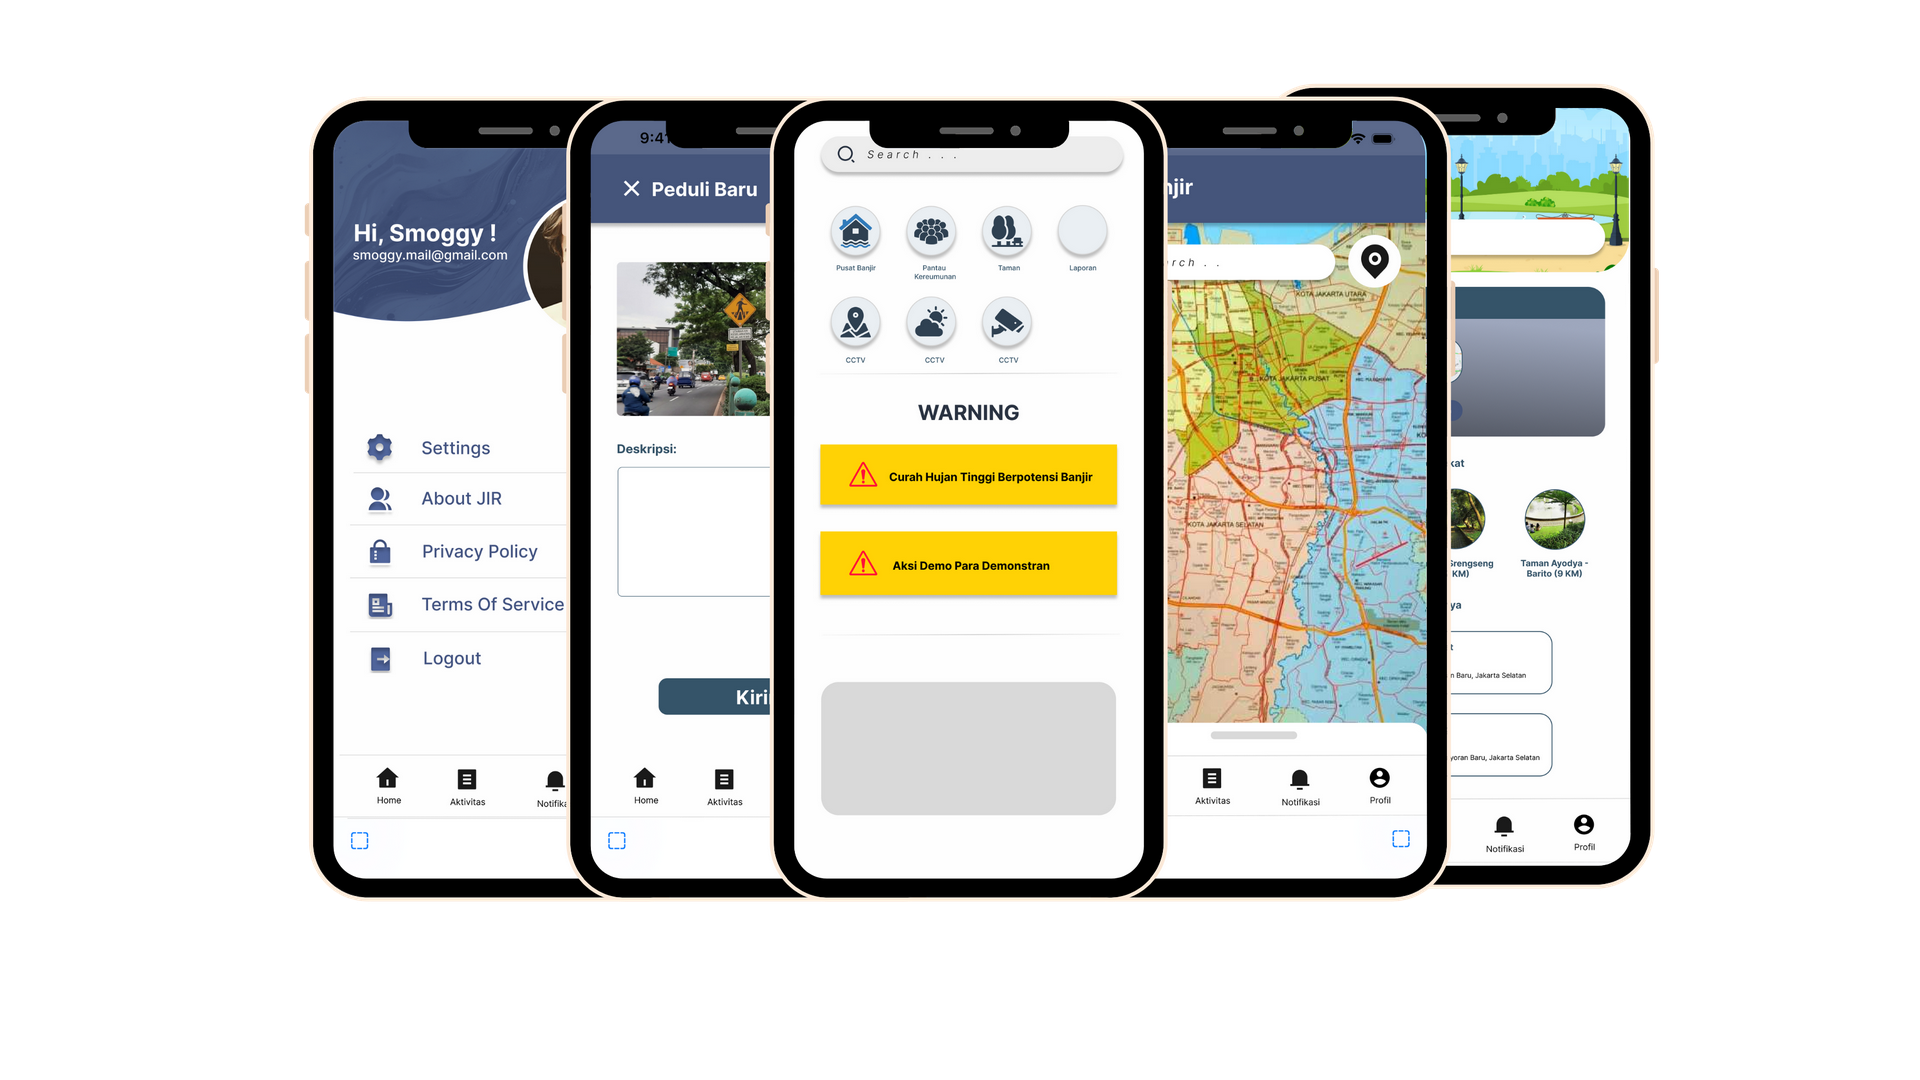 Hi, Smoggy !
smoggy.mail@gmail.com
Settings
About JIR
Privacy Policy
Terms Of Service
Logout
Home
Aktivitas
Notifika
9:41
Peduli Baru
Deskripsi:
Kiri
Home
Aktivitas
Search . . .
Pusat Banjir
Pantau
Kereumunan
Taman
Laporan
CCTV
CCTV
CCTV
WARNING
Curah Hujan Tinggi Berpotensi Banjir
Aksi Demo Para Demonstran
njir
rch . .
KOTA JAKARTA UTARA
KOTA JAKARTA PUSAT
KOTA JAKARTA SELATAN
Aktivitas
Notifikasi
Profil
kat
Srengseng
KM)
Taman Ayodya -
Barito (9 KM)
ya
t
n Baru, Jakarta Selatan
yoran Baru, Jakarta Selatan
Notifikasi
Profil